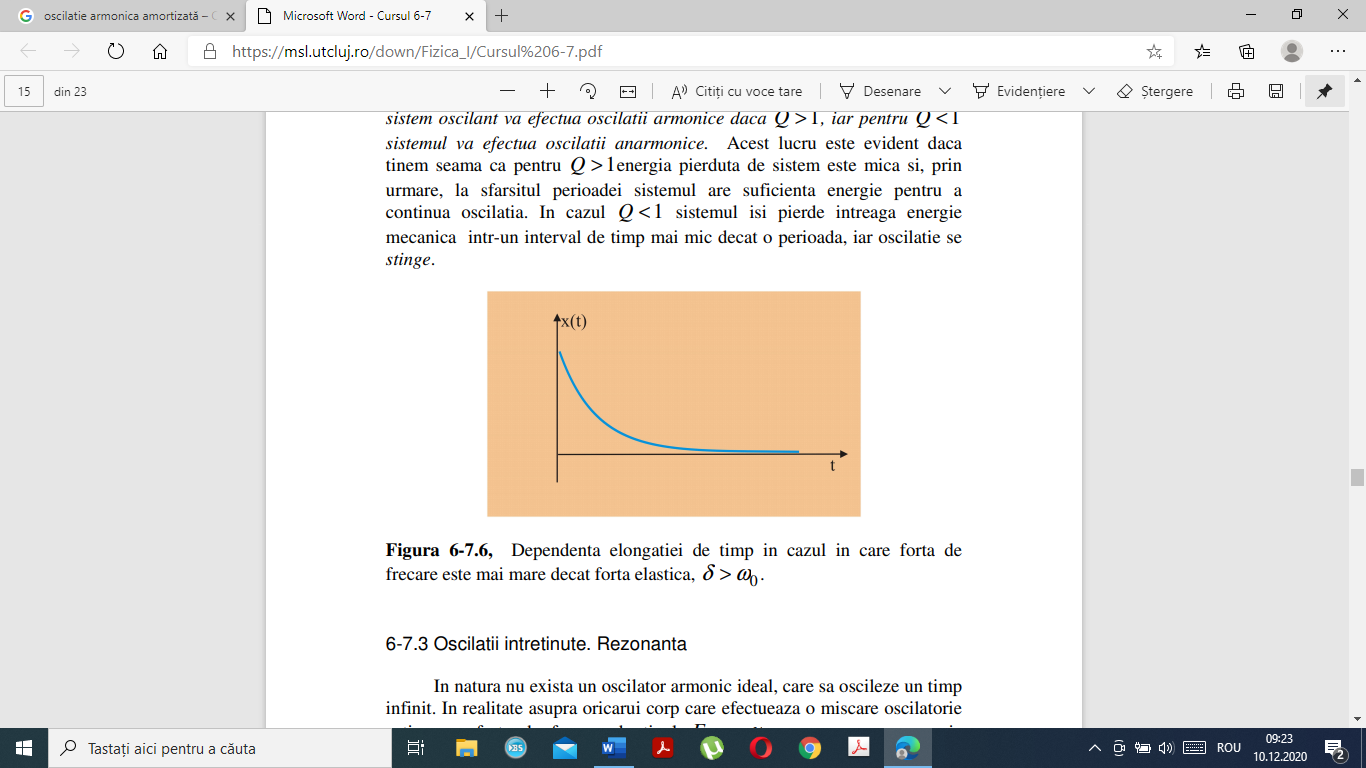 oscilatie armonica amortizată –
Microsoft Word - Cursul 6-7
https://msl.utcluj.ro/down/Fizica_I/Cursul%206-7.pdf
15 din 23
Citiți cu voce tare
Desenare
Evidențiere
Ștergere
sistem oscilant va efectua oscilatii armonice daca Q > 1, iar pentru Q < 1
sistemul va efectua oscilatii anarmonice. Acest lucru este evident daca
tinem seama ca pentru Q > 1 energia pierduta de sistem este mica si, prin
urmare, la sfarsitul perioadei sistemul are suficienta energie pentru a
continua oscilatia. In cazul Q < 1 sistemul isi pierde intreaga energie
mecanica intr-un interval de timp mai mic decat o perioada, iar oscilatie se
stinge.
x(t)
t
Figura 6-7.6, Dependenta elongatiei de timp in cazul in care forta de
frecare este mai mare decat forta elastica, δ > ω₀.
6-7.3 Oscilatii intretinute. Rezonanta
In natura nu exista un oscilator armonic ideal, care sa oscileze un timp
infinit. In realitate asupra oricarui corp care efectueaza o miscare oscilatorie
Tastați aici pentru a căuta
ROU
09:23
10.12.2020
2